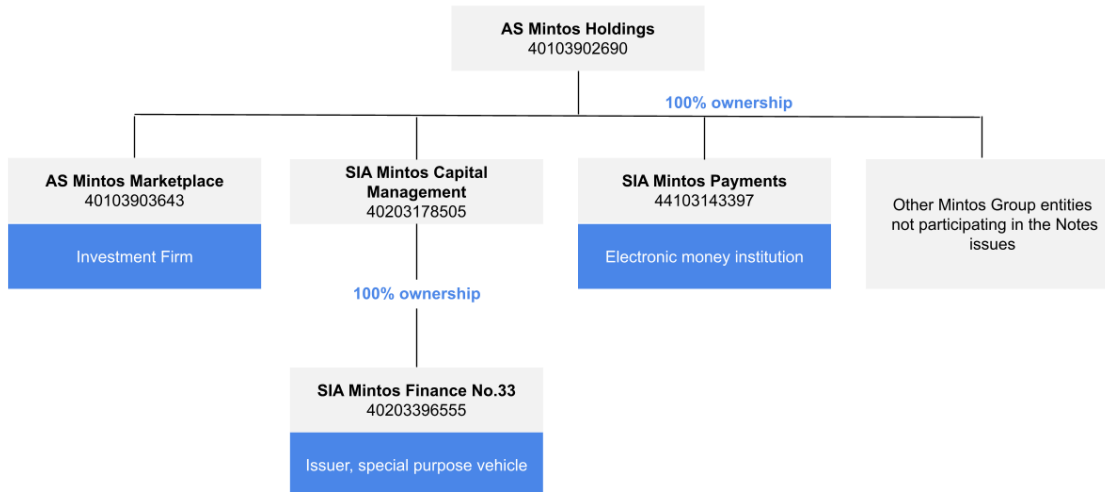 AS Mintos Holdings
40103902690
100% ownership
AS Mintos Marketplace
40103903643
Investment Firm
SIA Mintos Capital
Management
40203178505
SIA Mintos Payments
44103143397
Electronic money institution
Other Mintos Group entities
not participating in the Notes
issues
100% ownership
SIA Mintos Finance No.33
40203396555
Issuer, special purpose vehicle